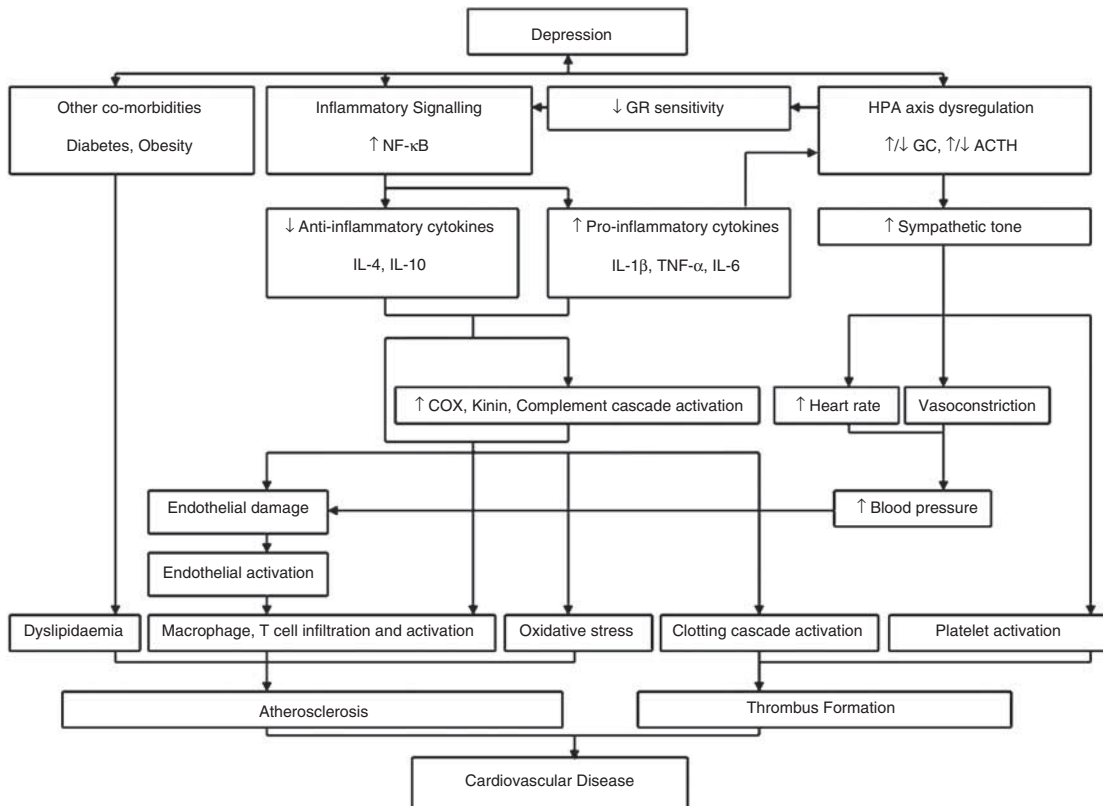 Depression
Other co-morbidities
Diabetes, Obesity
Inflammatory Signalling
↑ NF-κB
↓ GR sensitivity
HPA axis dysregulation
↑/↓ GC, ↑/↓ ACTH
↓ Anti-inflammatory cytokines
IL-4, IL-10
↑ Pro-inflammatory cytokines
IL-1β, TNF-α, IL-6
↑ Sympathetic tone
↑ COX, Kinin, Complement cascade activation
↑ Heart rate
Vasoconstriction
Endothelial damage
↑ Blood pressure
Endothelial activation
Dyslipidaemia
Macrophage, T cell infiltration and activation
Oxidative stress
Clotting cascade activation
Platelet activation
Atherosclerosis
Thrombus Formation
Cardiovascular Disease